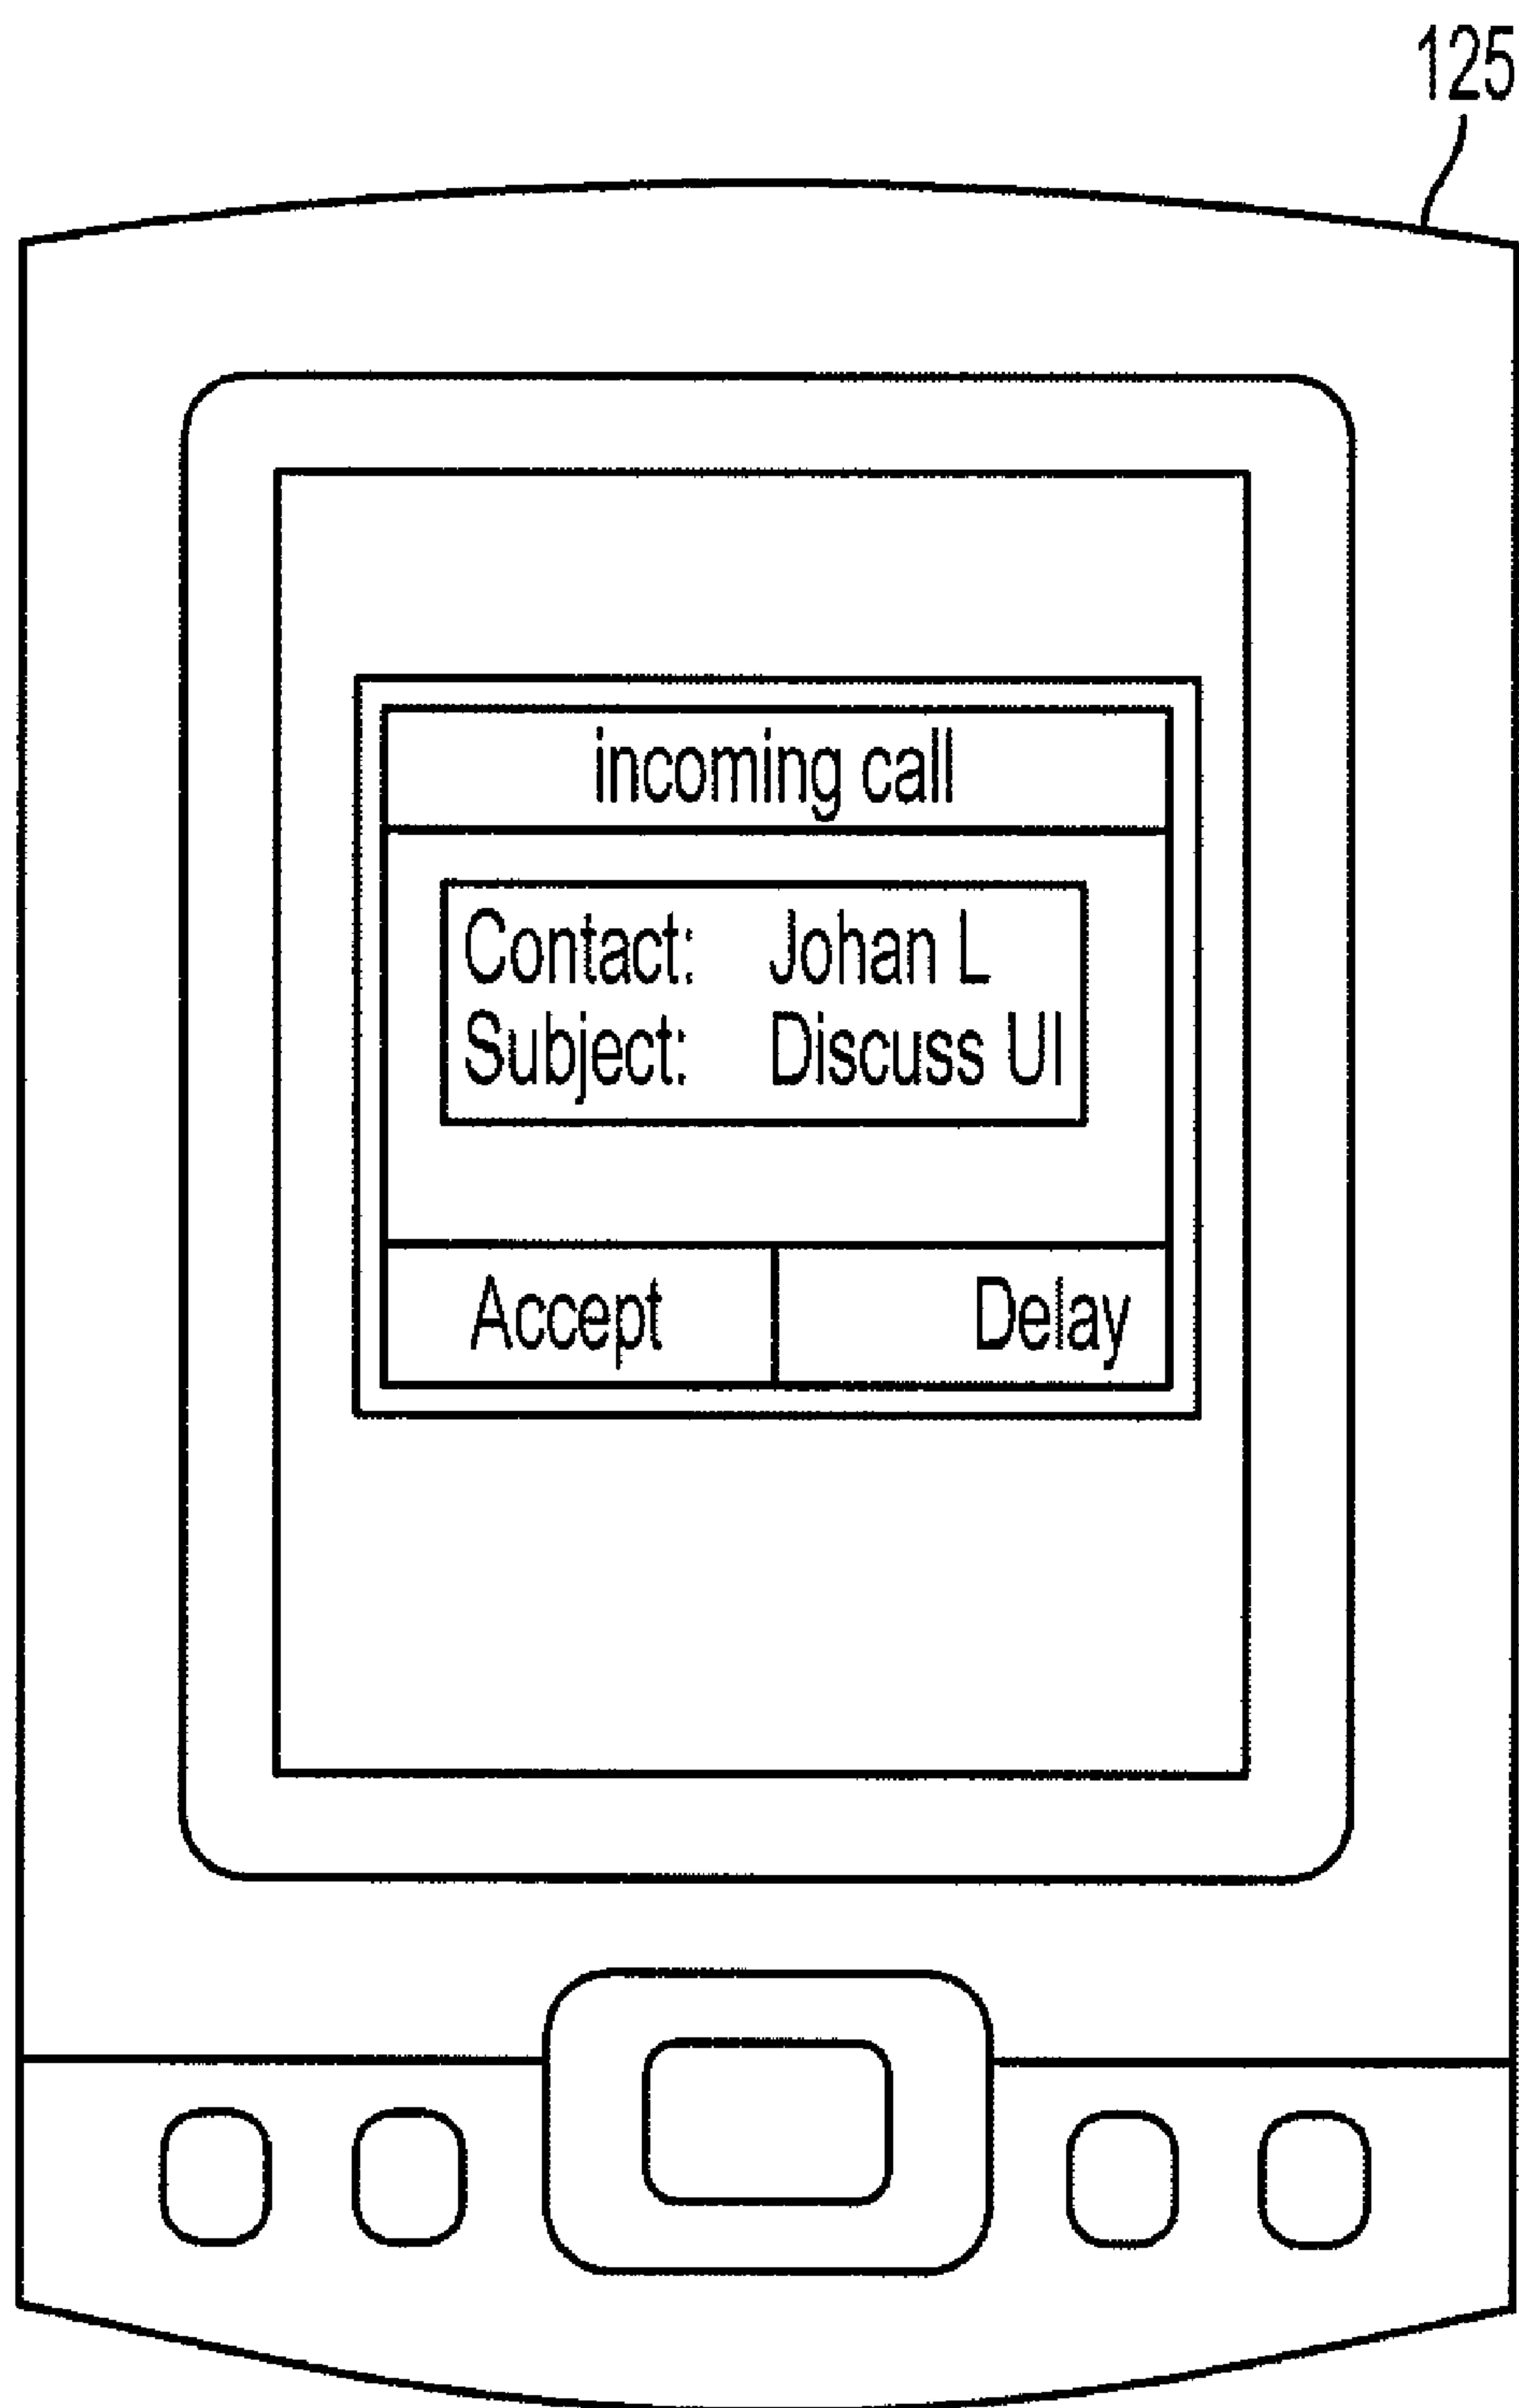 125
incoming call
Contact: Johan L
Subject: Discuss UI
Accept Delay